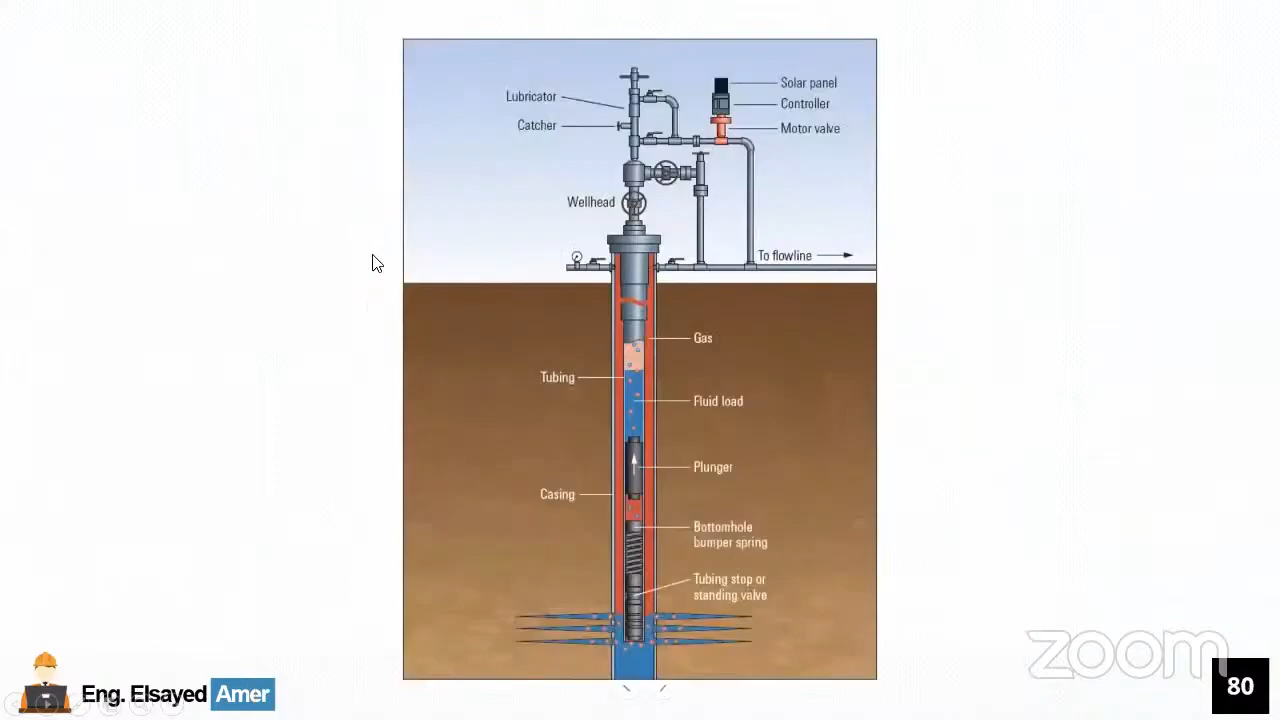 Lubricator
Catcher
Solar panel
Controller
Motor valve
Wellhead
To flowline
Gas
Tubing
Fluid load
Plunger
Casing
Bottomhole
bumper spring
Tubing stop or
standing valve
zoom
Eng. Elsayed Amer
80